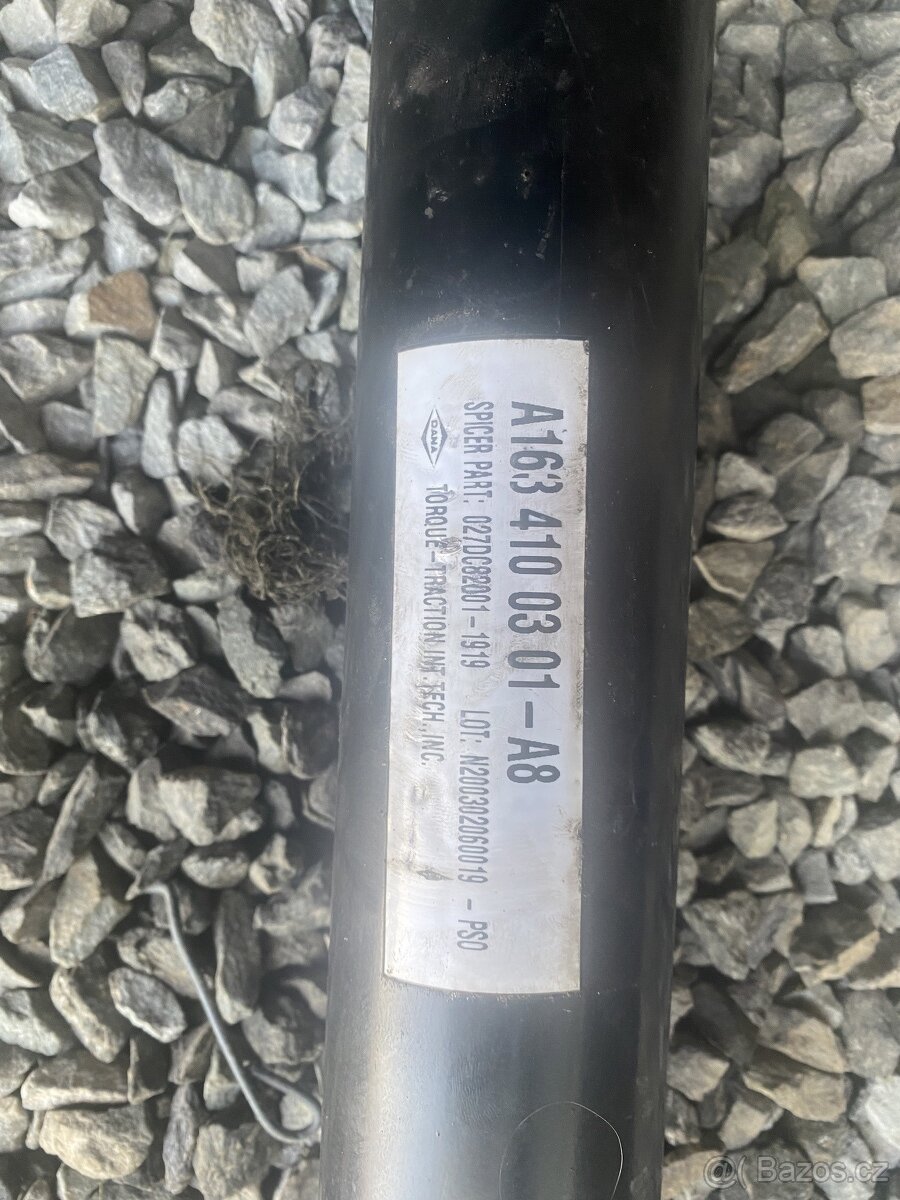 A163 410 03 01-A8
SPICER PART: 027DC82001-1919 LOT: N200302060019 - PSO
DANA TORQUE-TRACTION INT.TECH.,INC.
@( Bazos.cz